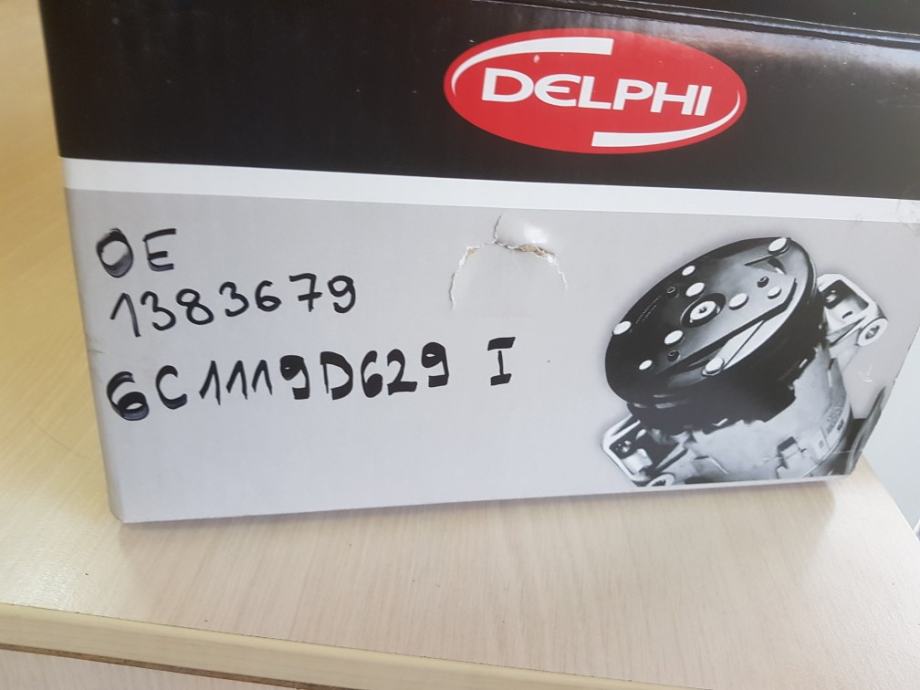 DELPHI
OE
1383679
6C1119D629 I